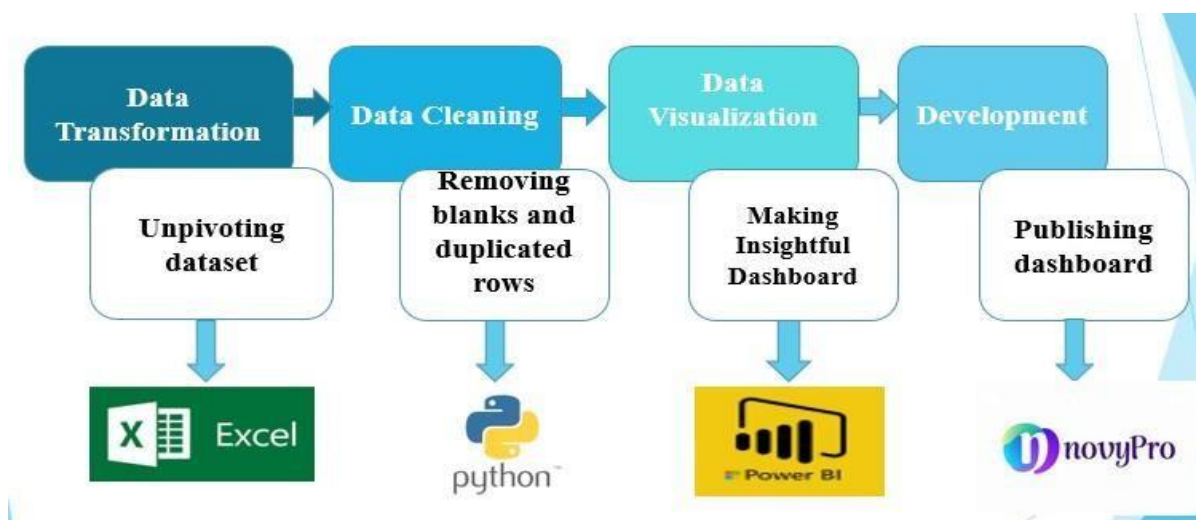 Data
Transformation
Data Cleaning
Data
Visualization
Development
Unpivoting
dataset
Removing
blanks and
duplicated
rows
Making
Insightful
Dashboard
Publishing
dashboard
X Excel
python™
Power BI
n novyPro